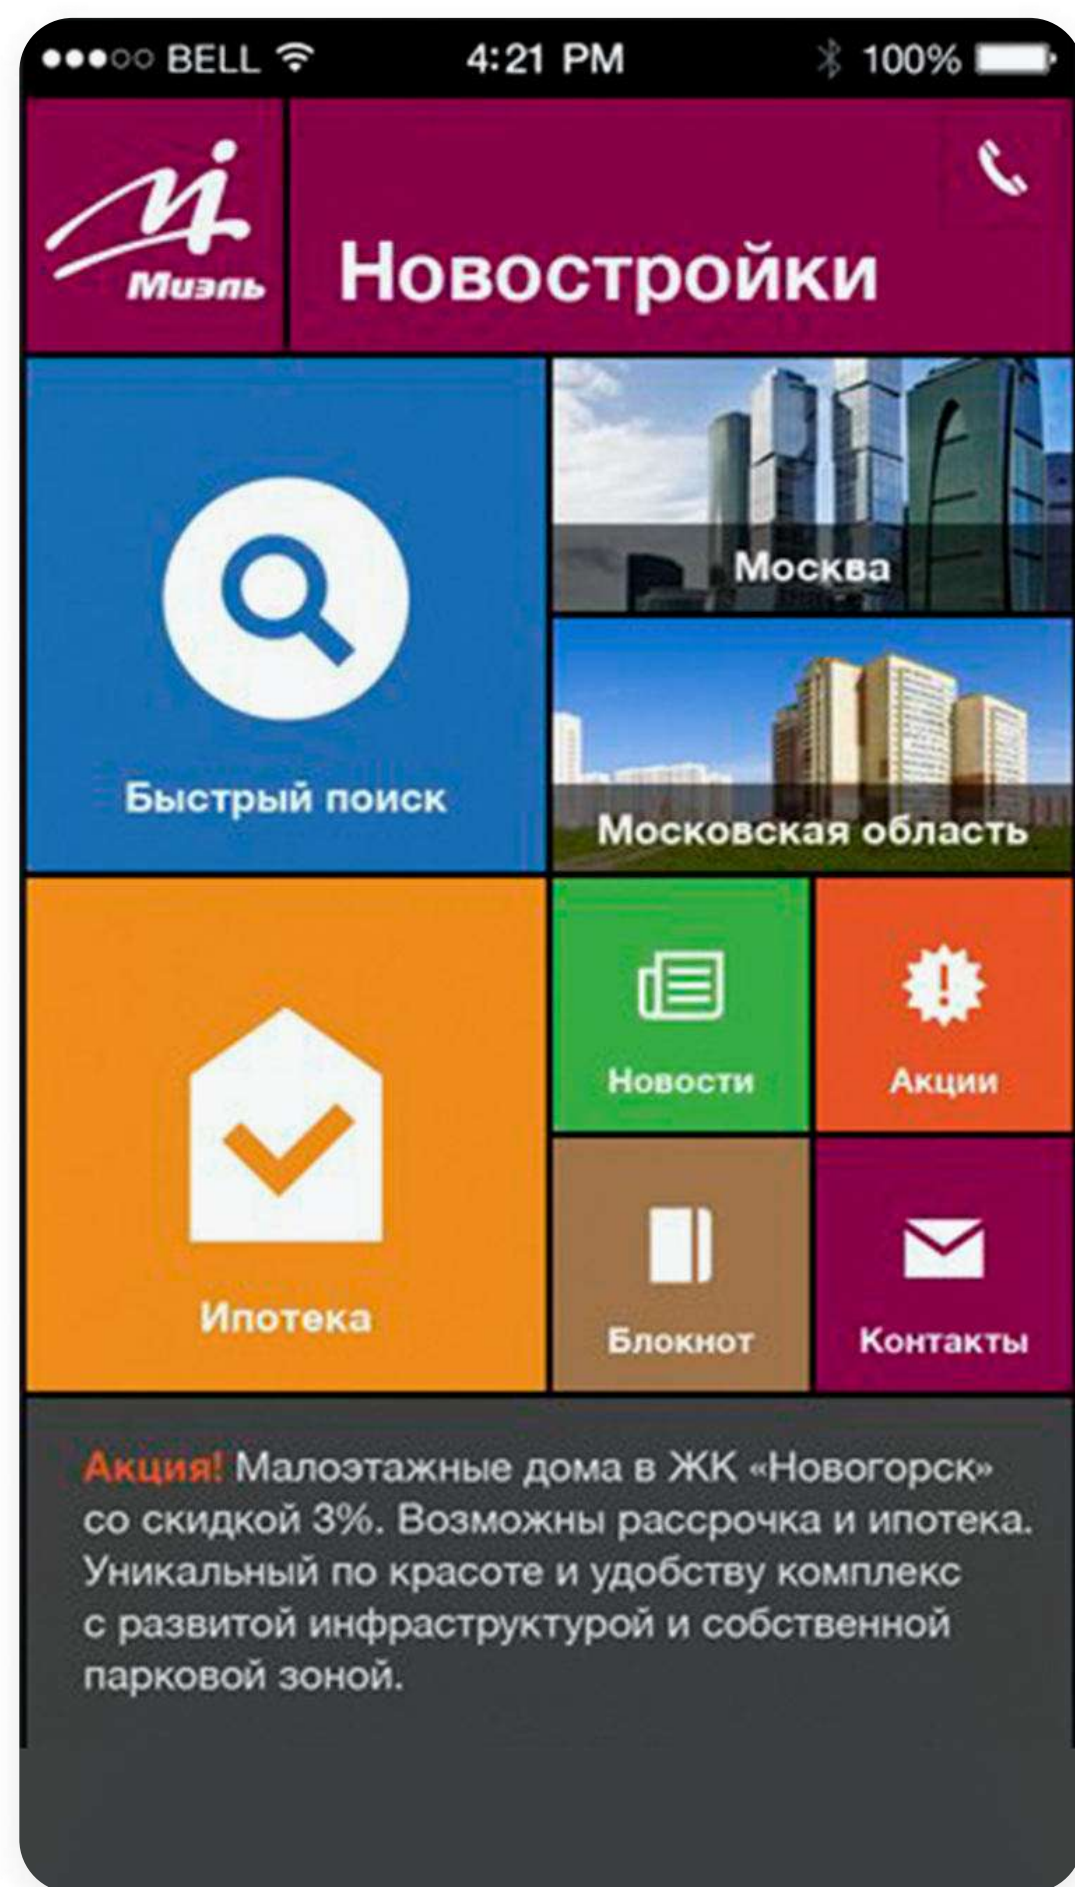 BELL 4:21 PM 100%
Миэль
Новостройки
Быстрый поиск
Москва
Московская область
Ипотека
Новости
Акции
Блокнот
Контакты
Акция! Малоэтажные дома в ЖК «Новогорск»
со скидкой 3%. Возможны рассрочка и ипотека.
Уникальный по красоте и удобству комплекс
с развитой инфраструктурой и собственной
парковой зоной.